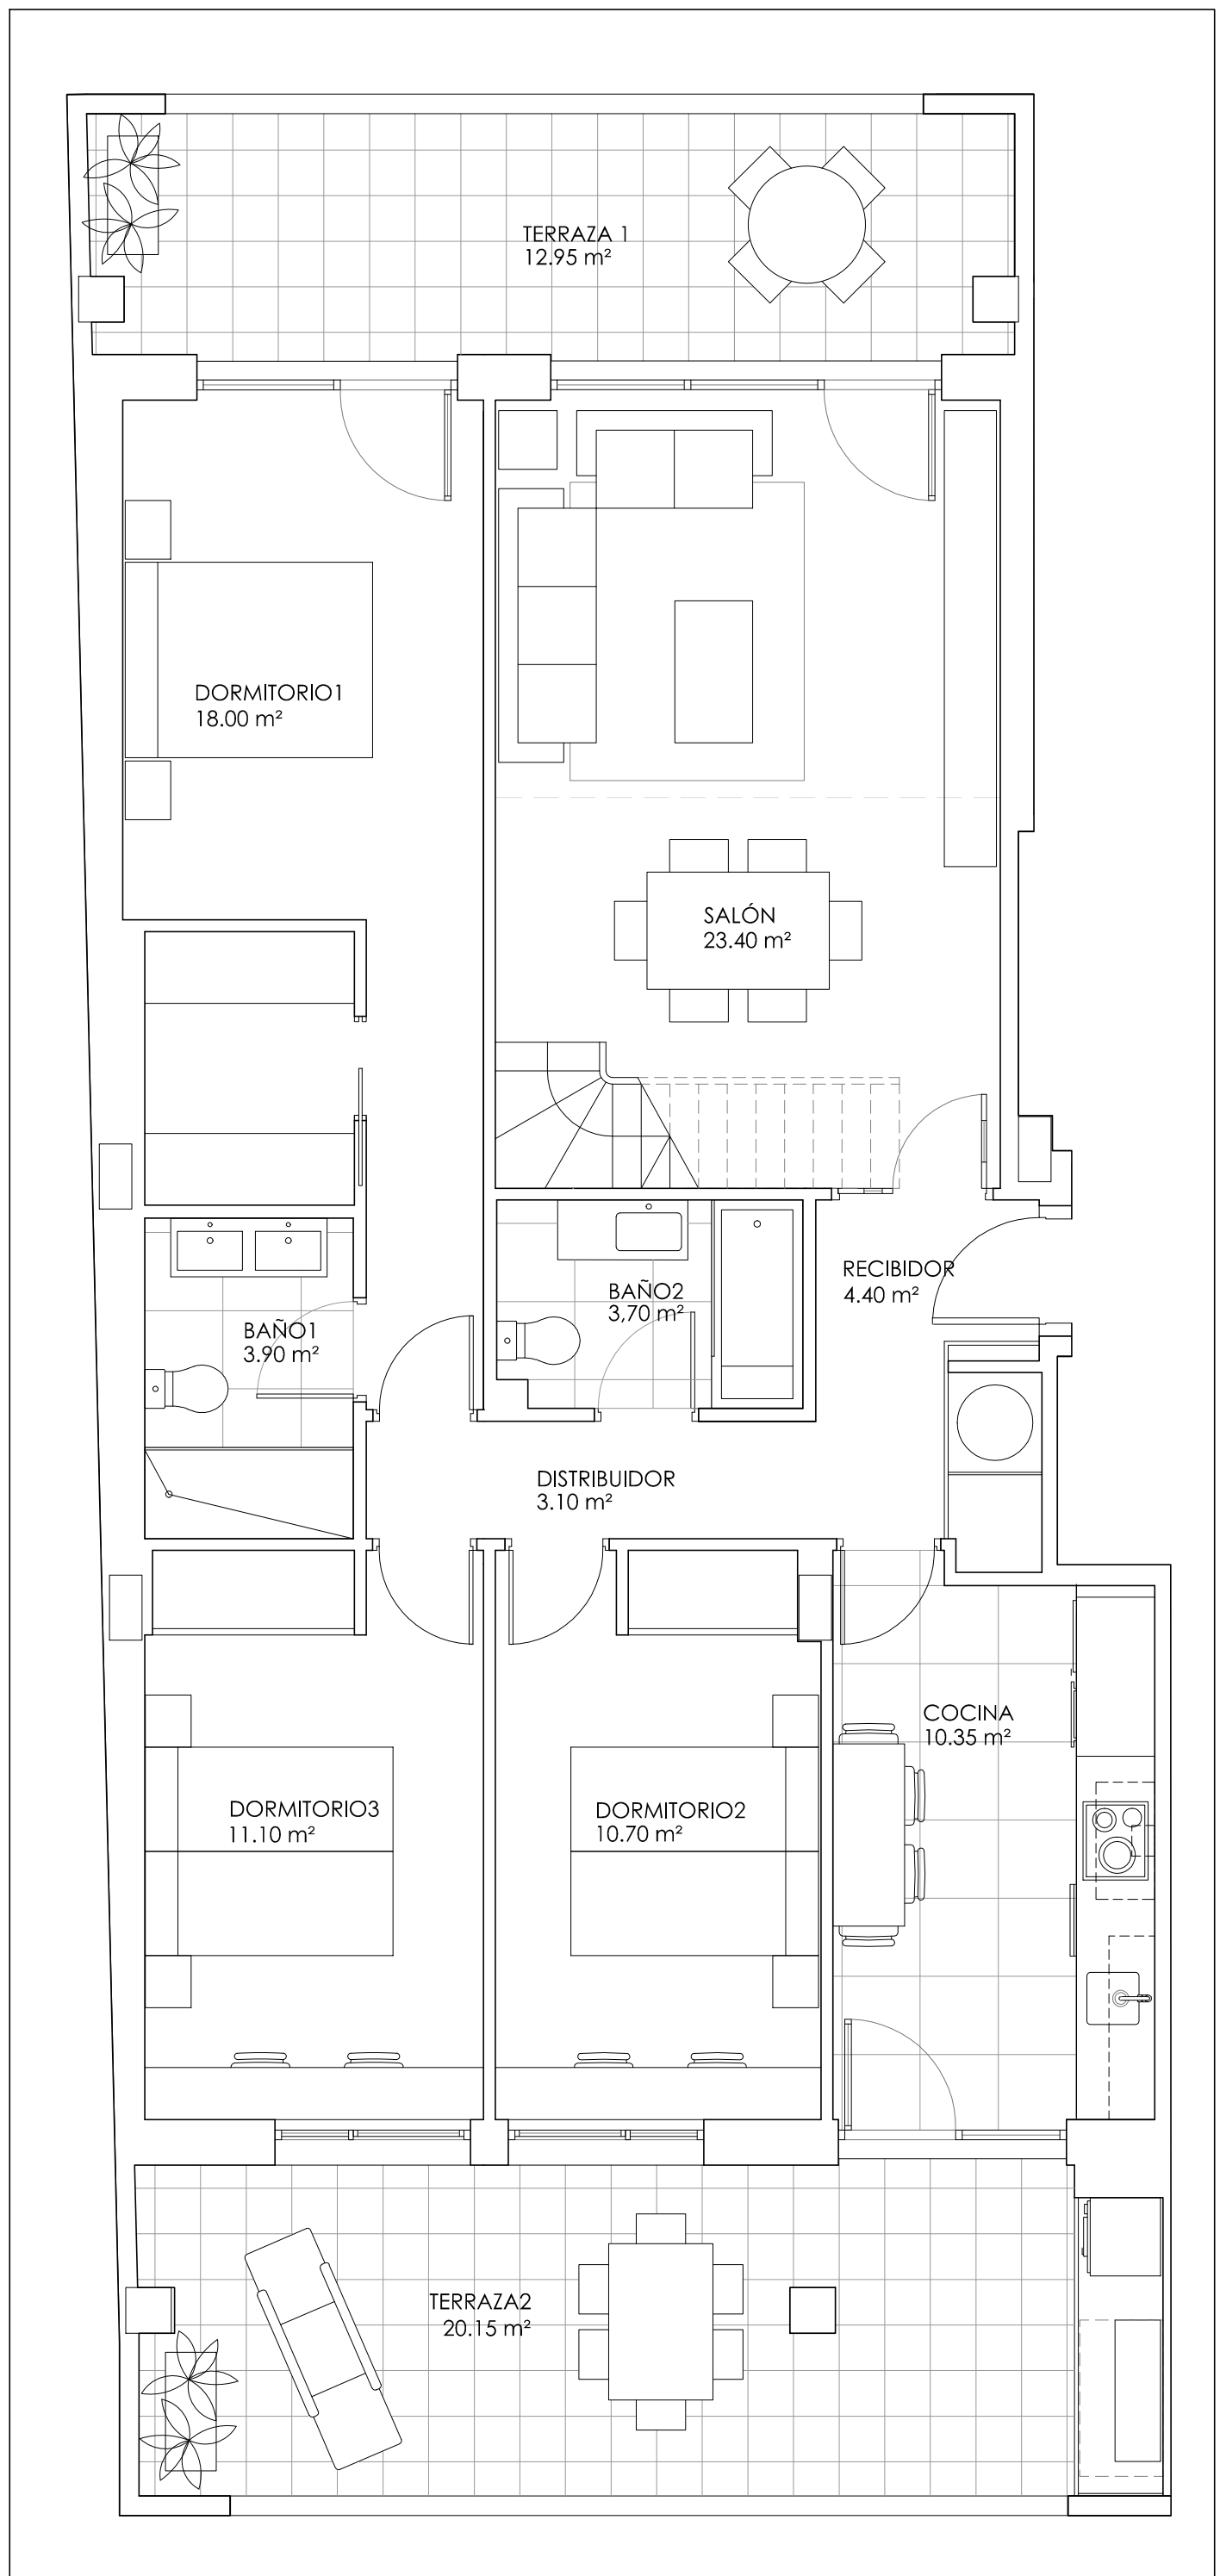 TERRAZA 1
12.95 m²
DORMITORIO1
18.00 m²
SALÓN
23.40 m²
RECIBIDOR
4.40 m²
BAÑO2
3,70 m²
BAÑO1
3.90 m²
DISTRIBUIDOR
3.10 m²
COCINA
10.35 m²
DORMITORIO3
11.10 m²
DORMITORIO2
10.70 m²
TERRAZA2
20.15 m²